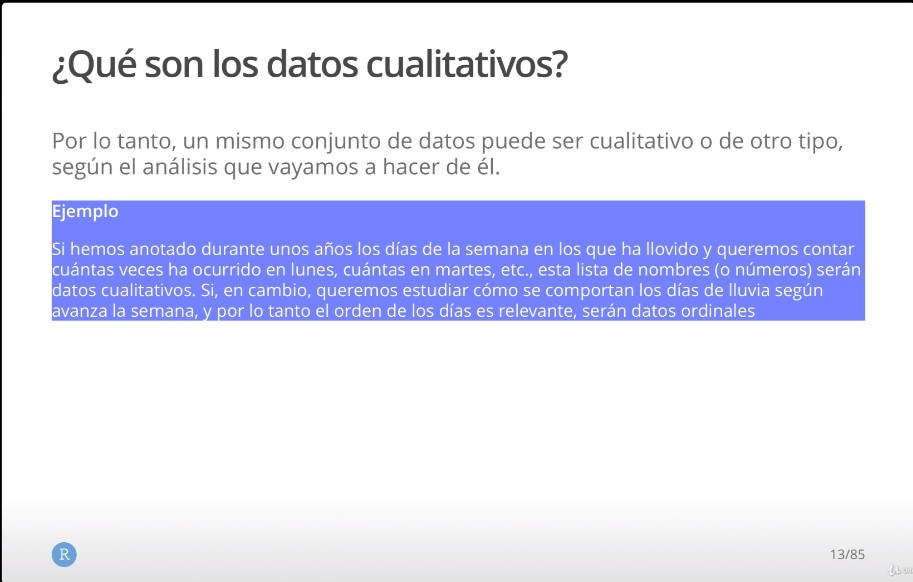 ¿Qué son los datos cualitativos?
Por lo tanto, un mismo conjunto de datos puede ser cualitativo o de otro tipo,
según el análisis que vayamos a hacer de él.
Ejemplo
Si hemos anotado durante unos años los días de la semana en los que ha llovido y queremos contar
cuántas veces ha ocurrido en lunes, cuántas en martes, etc., esta lista de nombres (o números) serán
datos cualitativos. Si, en cambio, queremos estudiar cómo se comportan los días de lluvia según
avanza la semana, y por lo tanto el orden de los días es relevante, serán datos ordinales
R
13/85